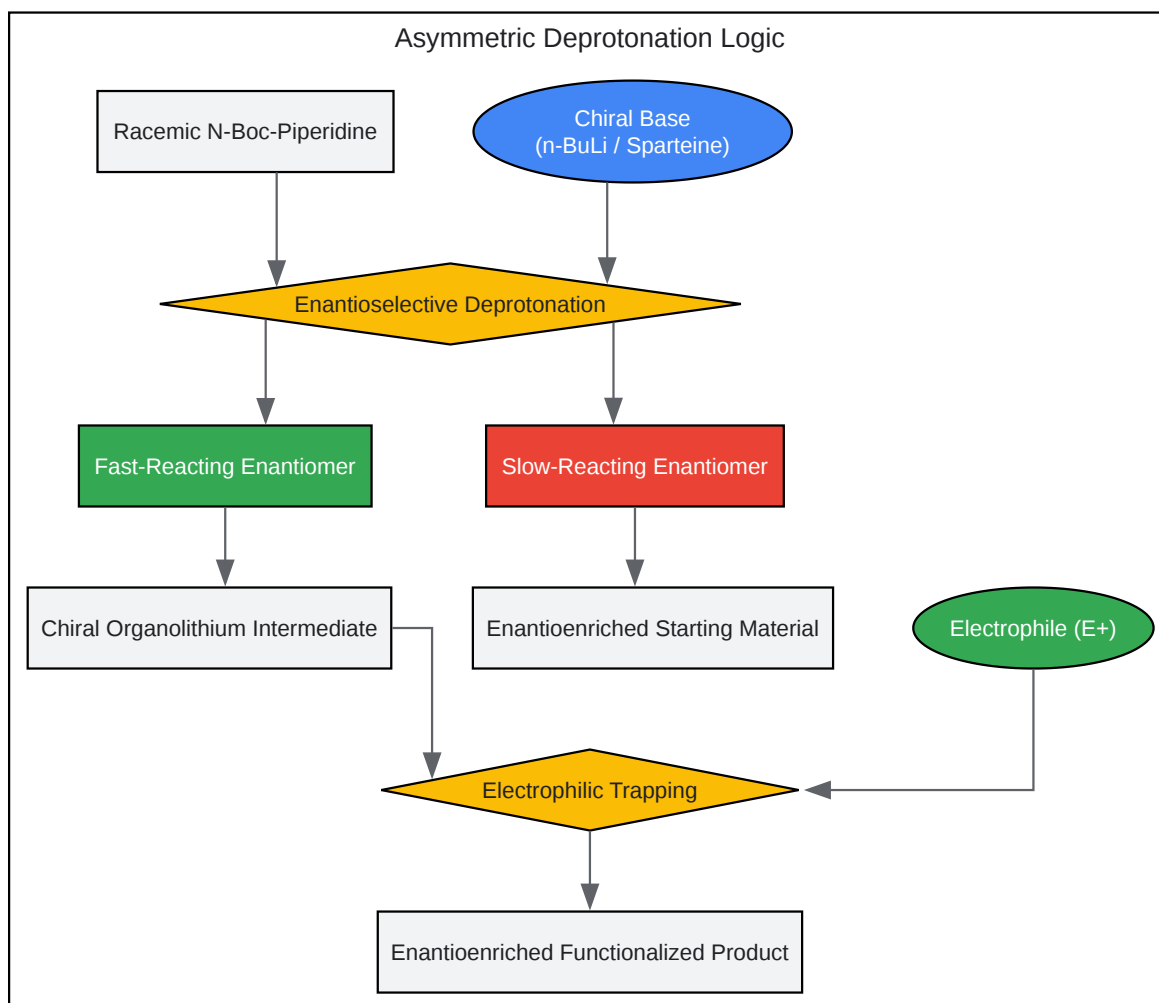 Asymmetric Deprotonation Logic
Racemic N-Boc-Piperidine
Chiral Base
(n-BuLi / Sparteine)
Enantioselective Deprotonation
Fast-Reacting Enantiomer
Slow-Reacting Enantiomer
Chiral Organolithium Intermediate
Enantioenriched Starting Material
Electrophile (E+)
Electrophilic Trapping
Enantioenriched Functionalized Product